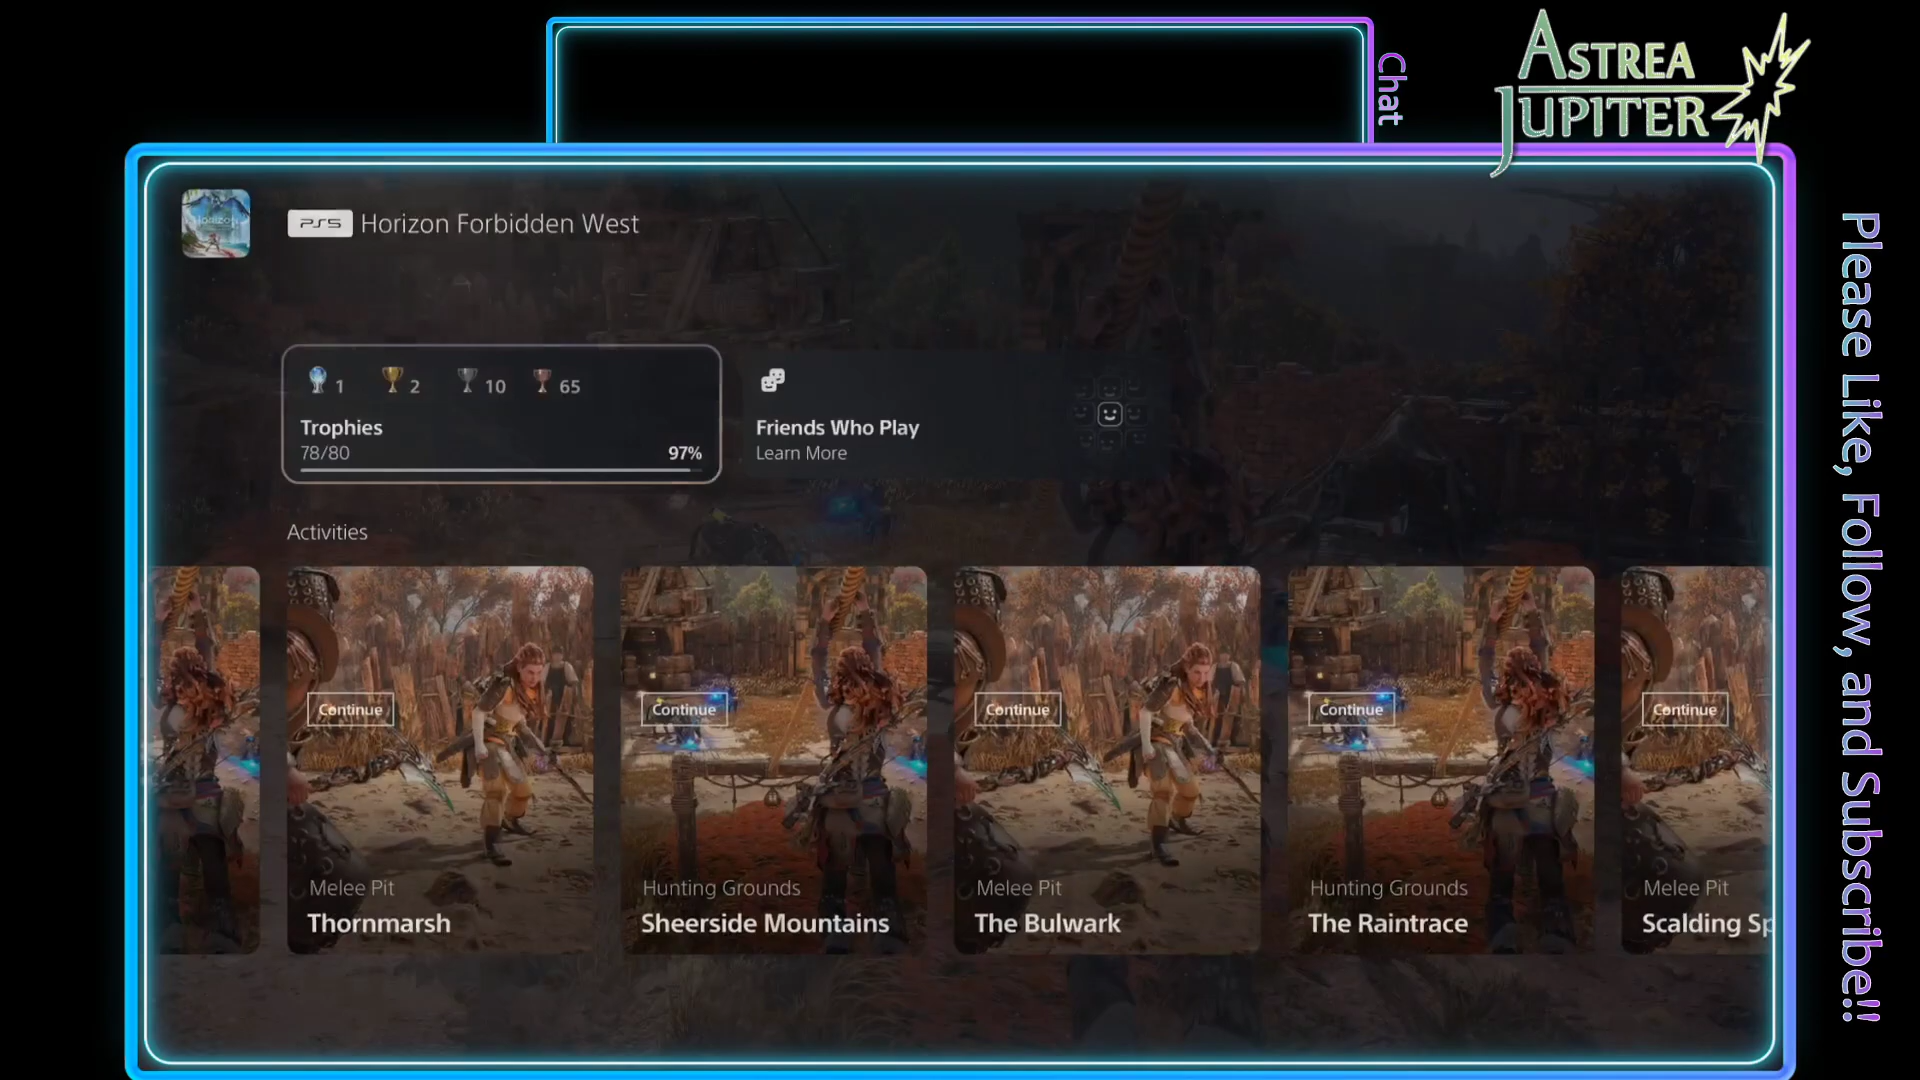 Chat
ASTREA
JUPITER
Please Like, Follow, and Subscribe!!
Horizon
PS5 Horizon Forbidden West
1 2 10 65
Trophies
78/80 97%
Friends Who Play
Learn More
Activities
Continue
Melee Pit
Thornmarsh
Continue
Hunting Grounds
Sheerside Mountains
Continue
Melee Pit
The Bulwark
Continue
Hunting Grounds
The Raintrace
Continue
Melee Pit
Scalding Sp